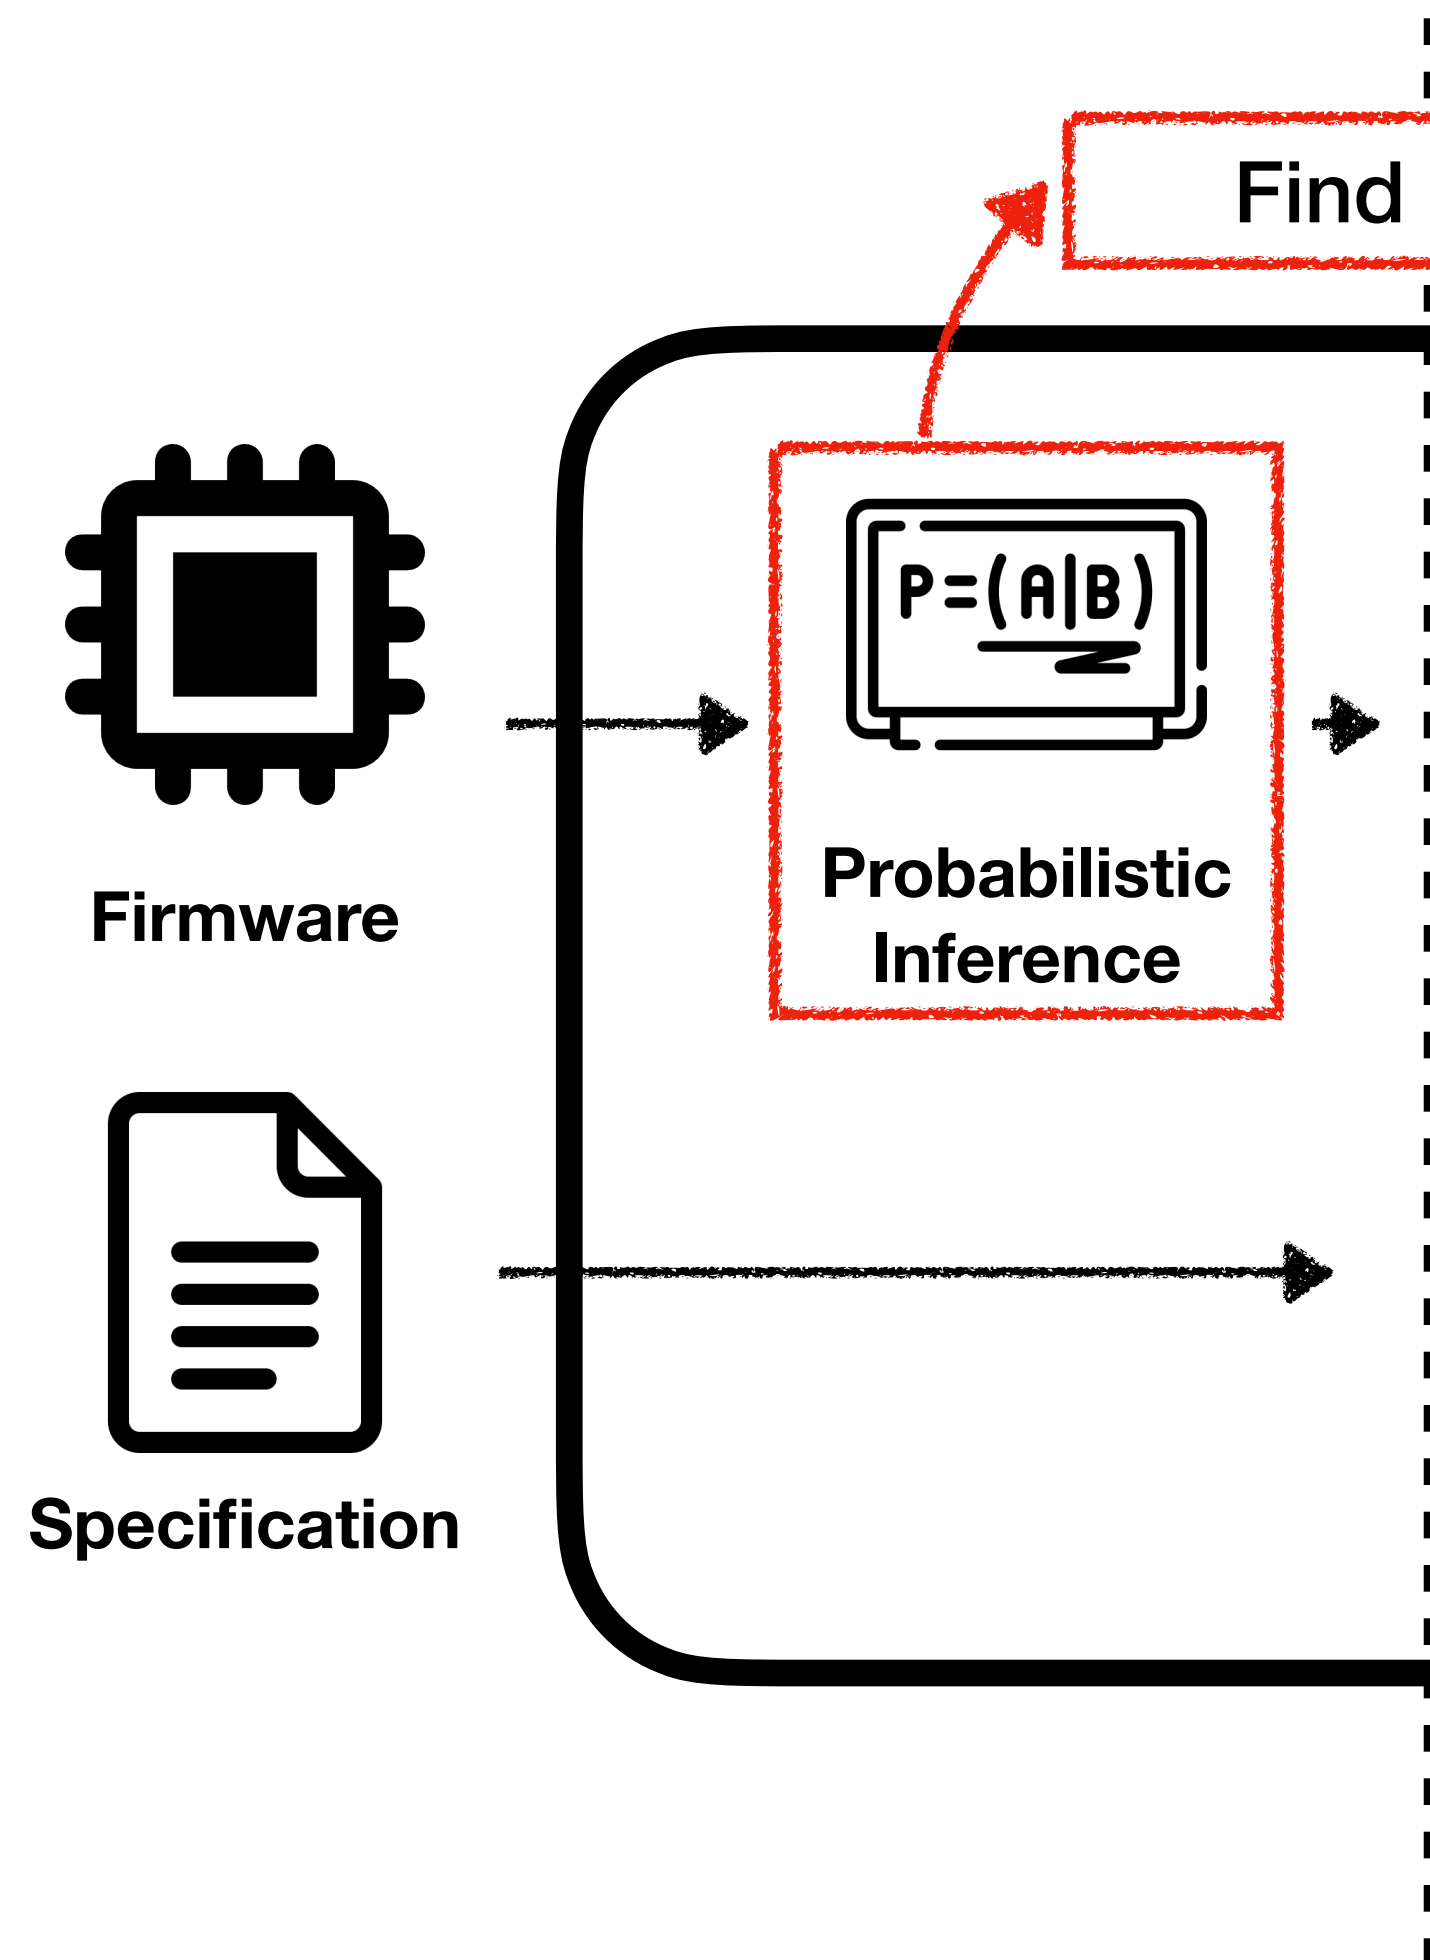 Find
P=(A|B)
Probabilistic
Inference
Firmware
Specification